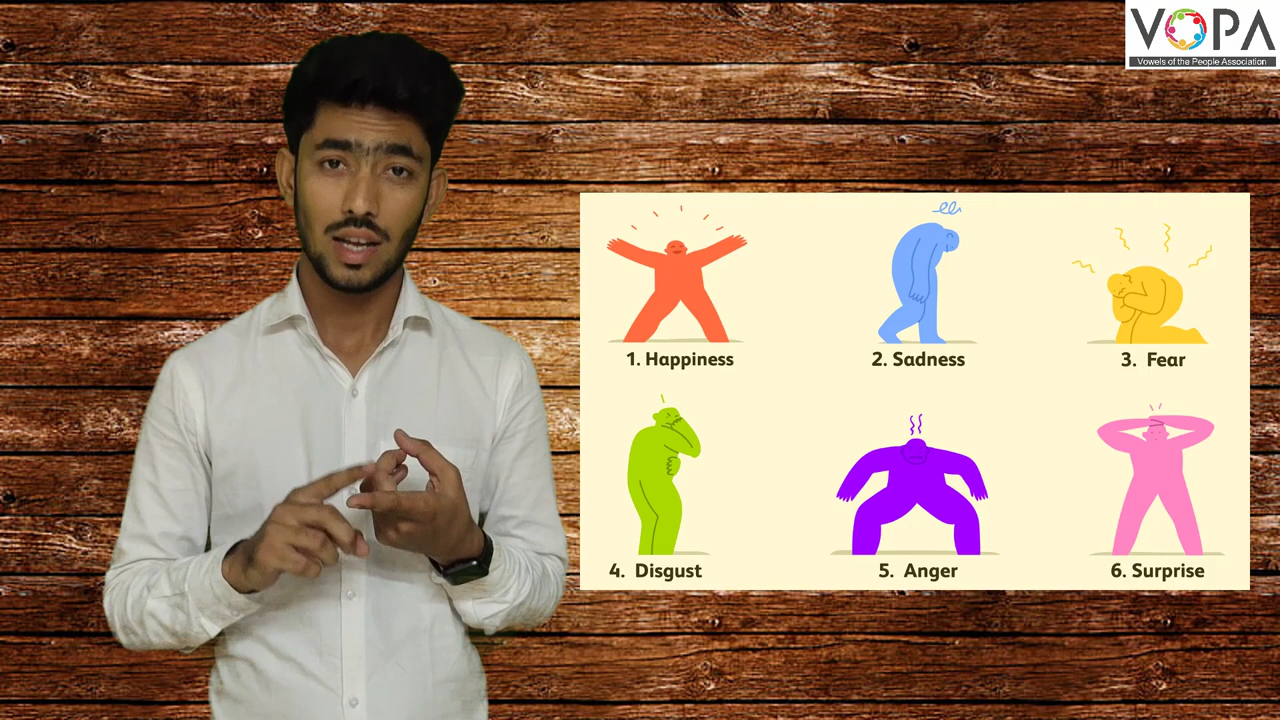 VOPA
Vowels of the People Association
1. Happiness
2. Sadness
3. Fear
4. Disgust
5. Anger
6. Surprise